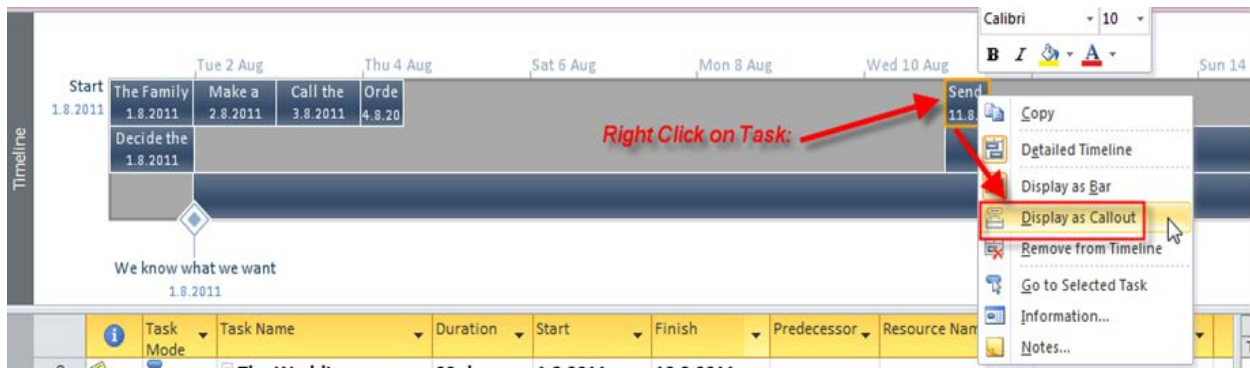 Calibri 10
B I A
Tue 2 Aug Thu 4 Aug Sat 6 Aug Mon 8 Aug Wed 10 Aug Sun 14
Start
1.8.2011
The Family
1.8.2011
Make a
2.8.2011
Call the
3.8.2011
Orde
4.8.20
Send
11.8.
Decide the
1.8.2011
Timeline
Right Click on Task:
We know what we want
1.8.2011
Copy
Detailed Timeline
Display as Bar
Display as Callout
Remove from Timeline
Go to Selected Task
Information...
Notes...
Task Mode Task Name Duration Start Finish Predecessor Resource Nam